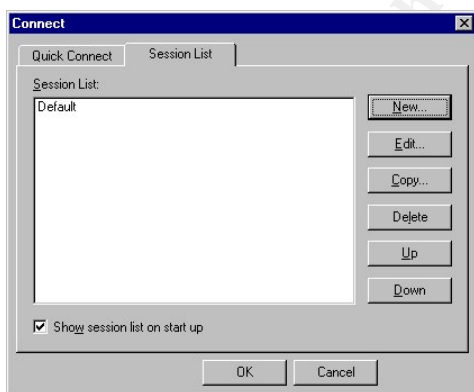 Connect
Quick Connect
Session List
Session List:
Default
New...
Edit...
Copy...
Delete
Up
Down
Show session list on start up
OK
Cancel